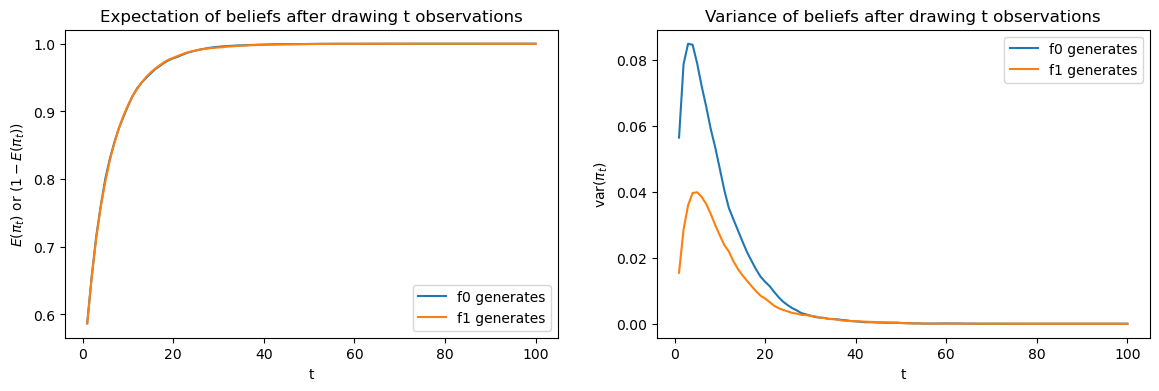 Expectation of beliefs after drawing t observations
E(π_t) or (1 − E(π_t))
1.0
0.9
0.8
0.7
0.6
0
20
40
60
80
100
t
f0 generates
f1 generates
Variance of beliefs after drawing t observations
var(π_t)
0.08
0.06
0.04
0.02
0.00
0
20
40
60
80
100
t
f0 generates
f1 generates